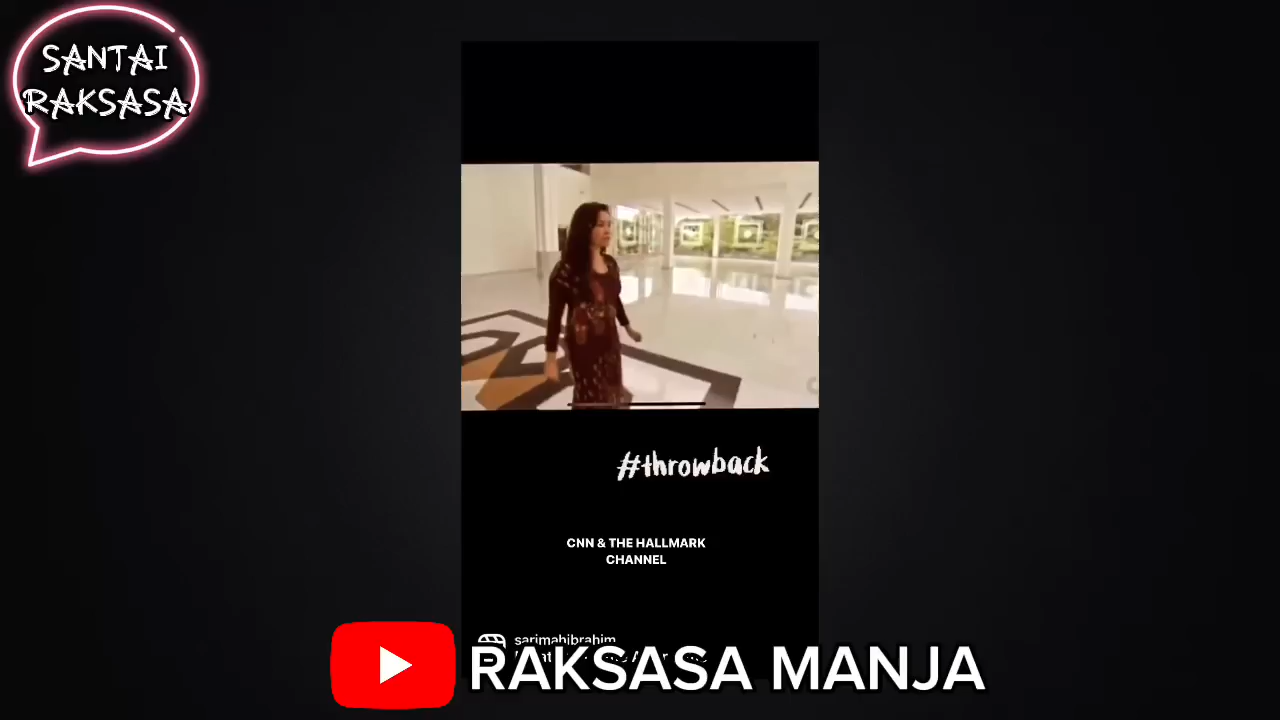 SANTAI
RAKSASA
#throwback
CNN & THE HALLMARK
CHANNEL
sarimahibrahim
RAKSASA MANJA